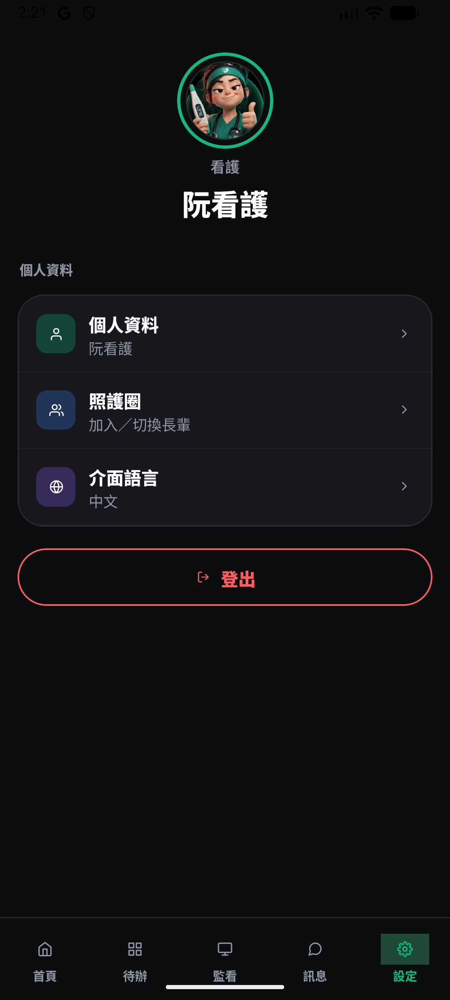 2:21
看護
阮看護
個人資料
個人資料
阮看護
照護圈
加入／切換長輩
介面語言
中文
登出
首頁
待辦
監看
訊息
設定